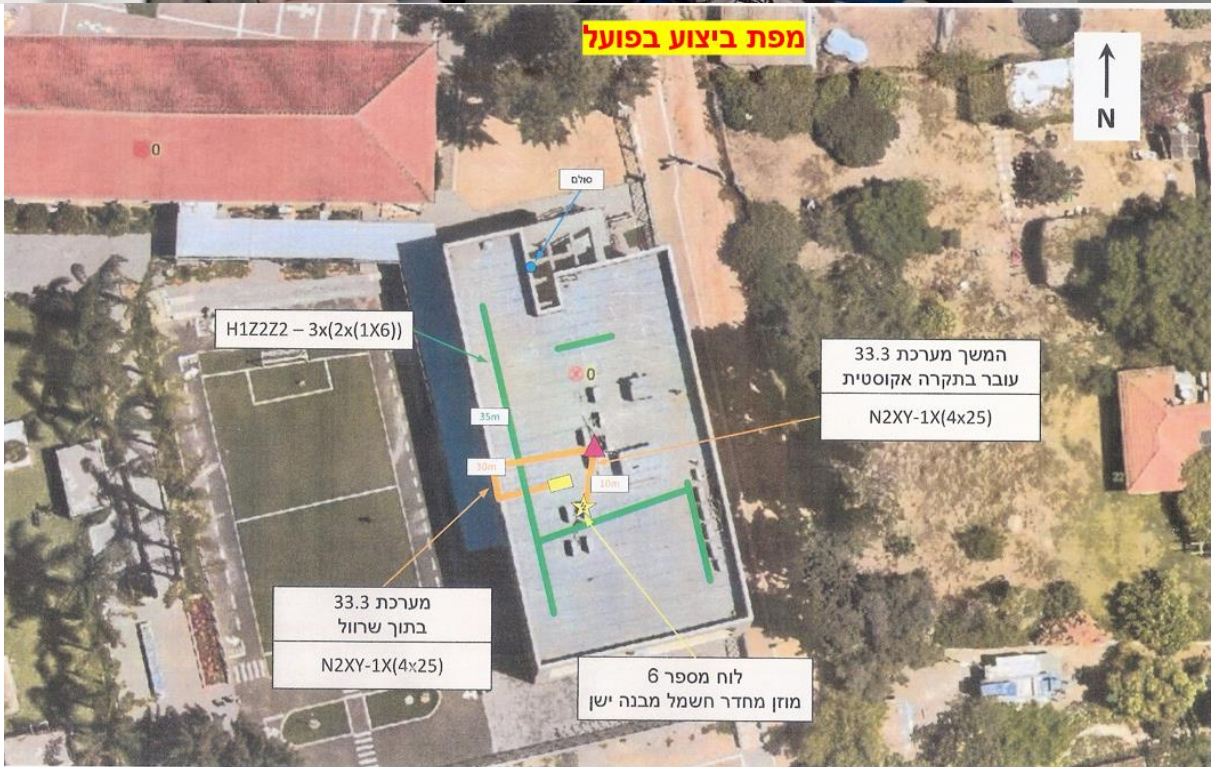 מפת ביצוע בפועל
N
0
סולם
H1Z2Z2 – 3x(2x(1X6))
0
המשך מערכת 33.3
עובר בתקרה אקוסטית
N2XY-1X(4x25)
35m
30m
10m
2
מערכת 33.3
בתוך שרוול
N2XY-1X(4x25)
לוח מספר 6
מוזן מחדר חשמל מבנה ישן